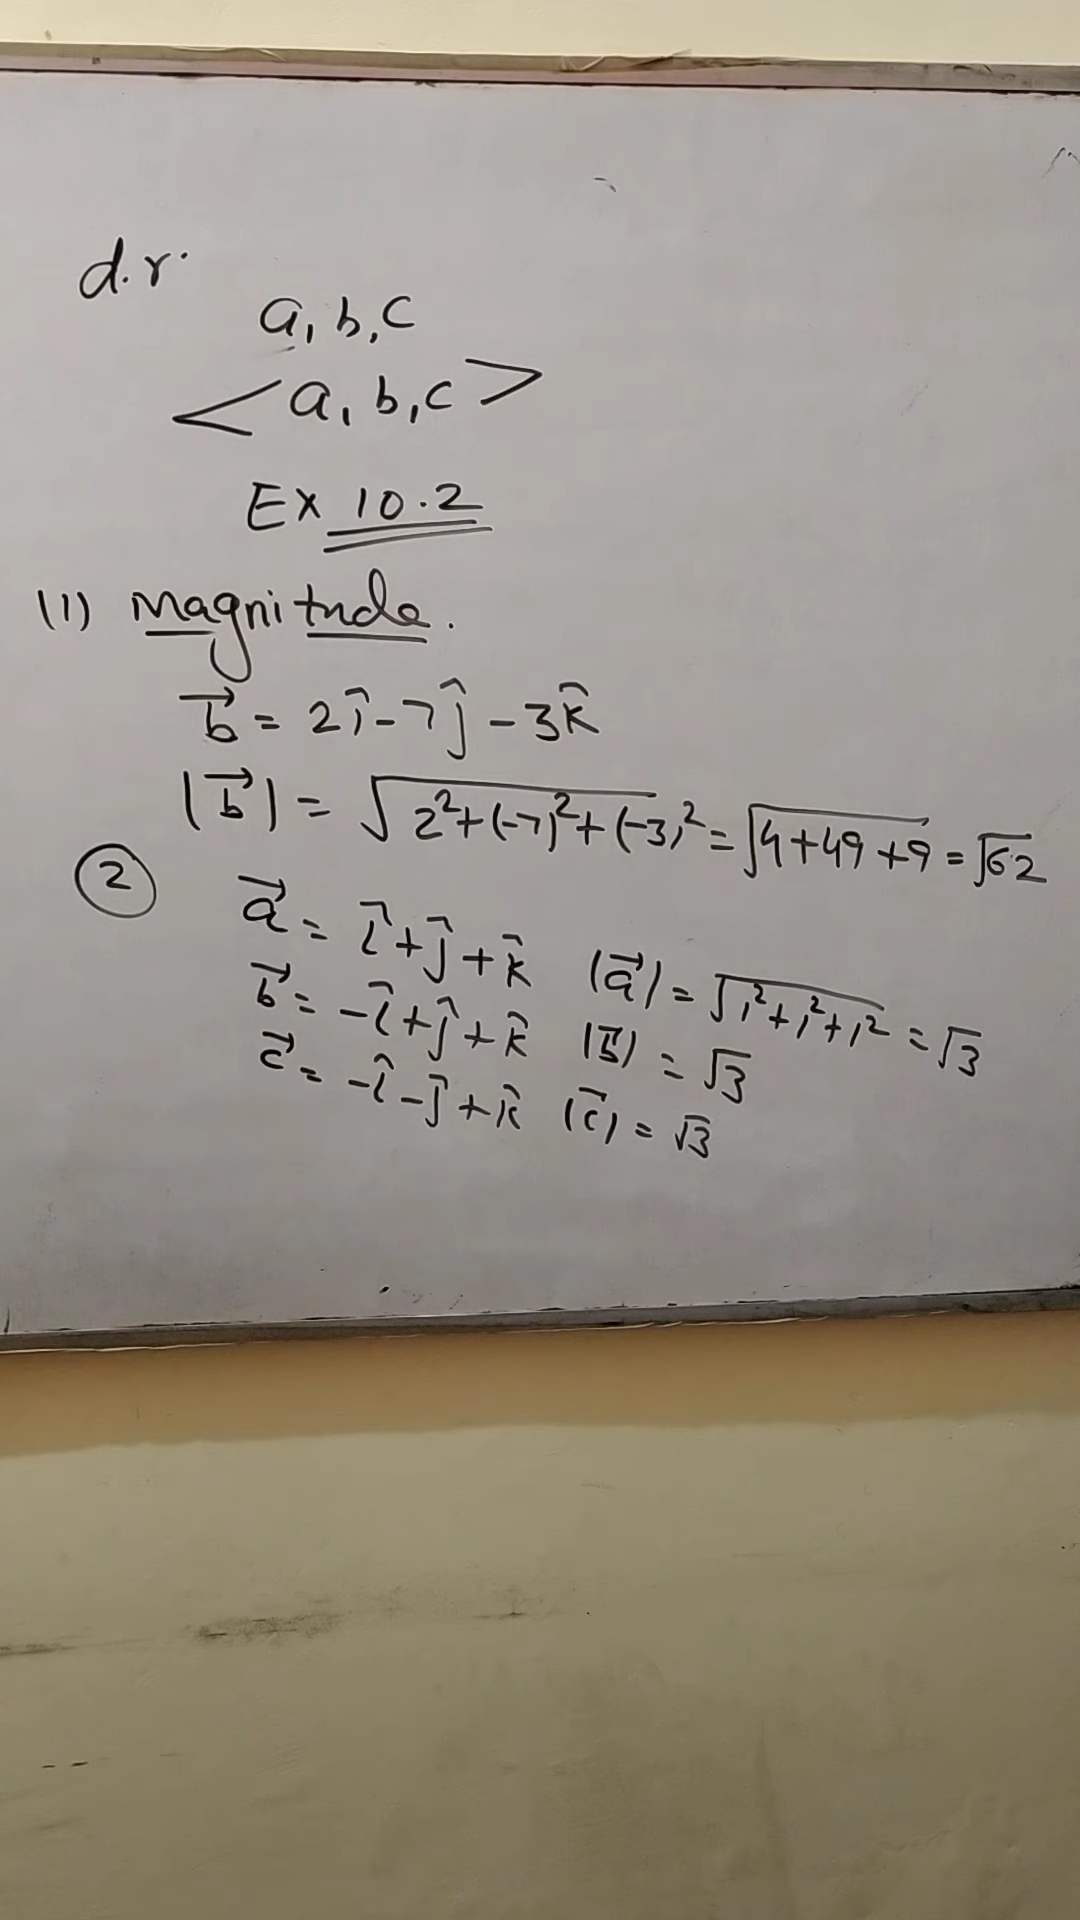 d.r.
a, b, c
<a, b, c>
Ex 10.2
(1) Magnitude.
b⃗ = 2î - 7ĵ - 3k̂
|b⃗| = √2²+(-7)²+(-3)² = √4+49+9 = √62
② a⃗ = î+ĵ+k̂ |a⃗| = √1²+1²+1² = √3
b⃗ = -î+ĵ+k̂ |b⃗| = √3
c⃗ = -î-ĵ+k̂ |c⃗| = √3